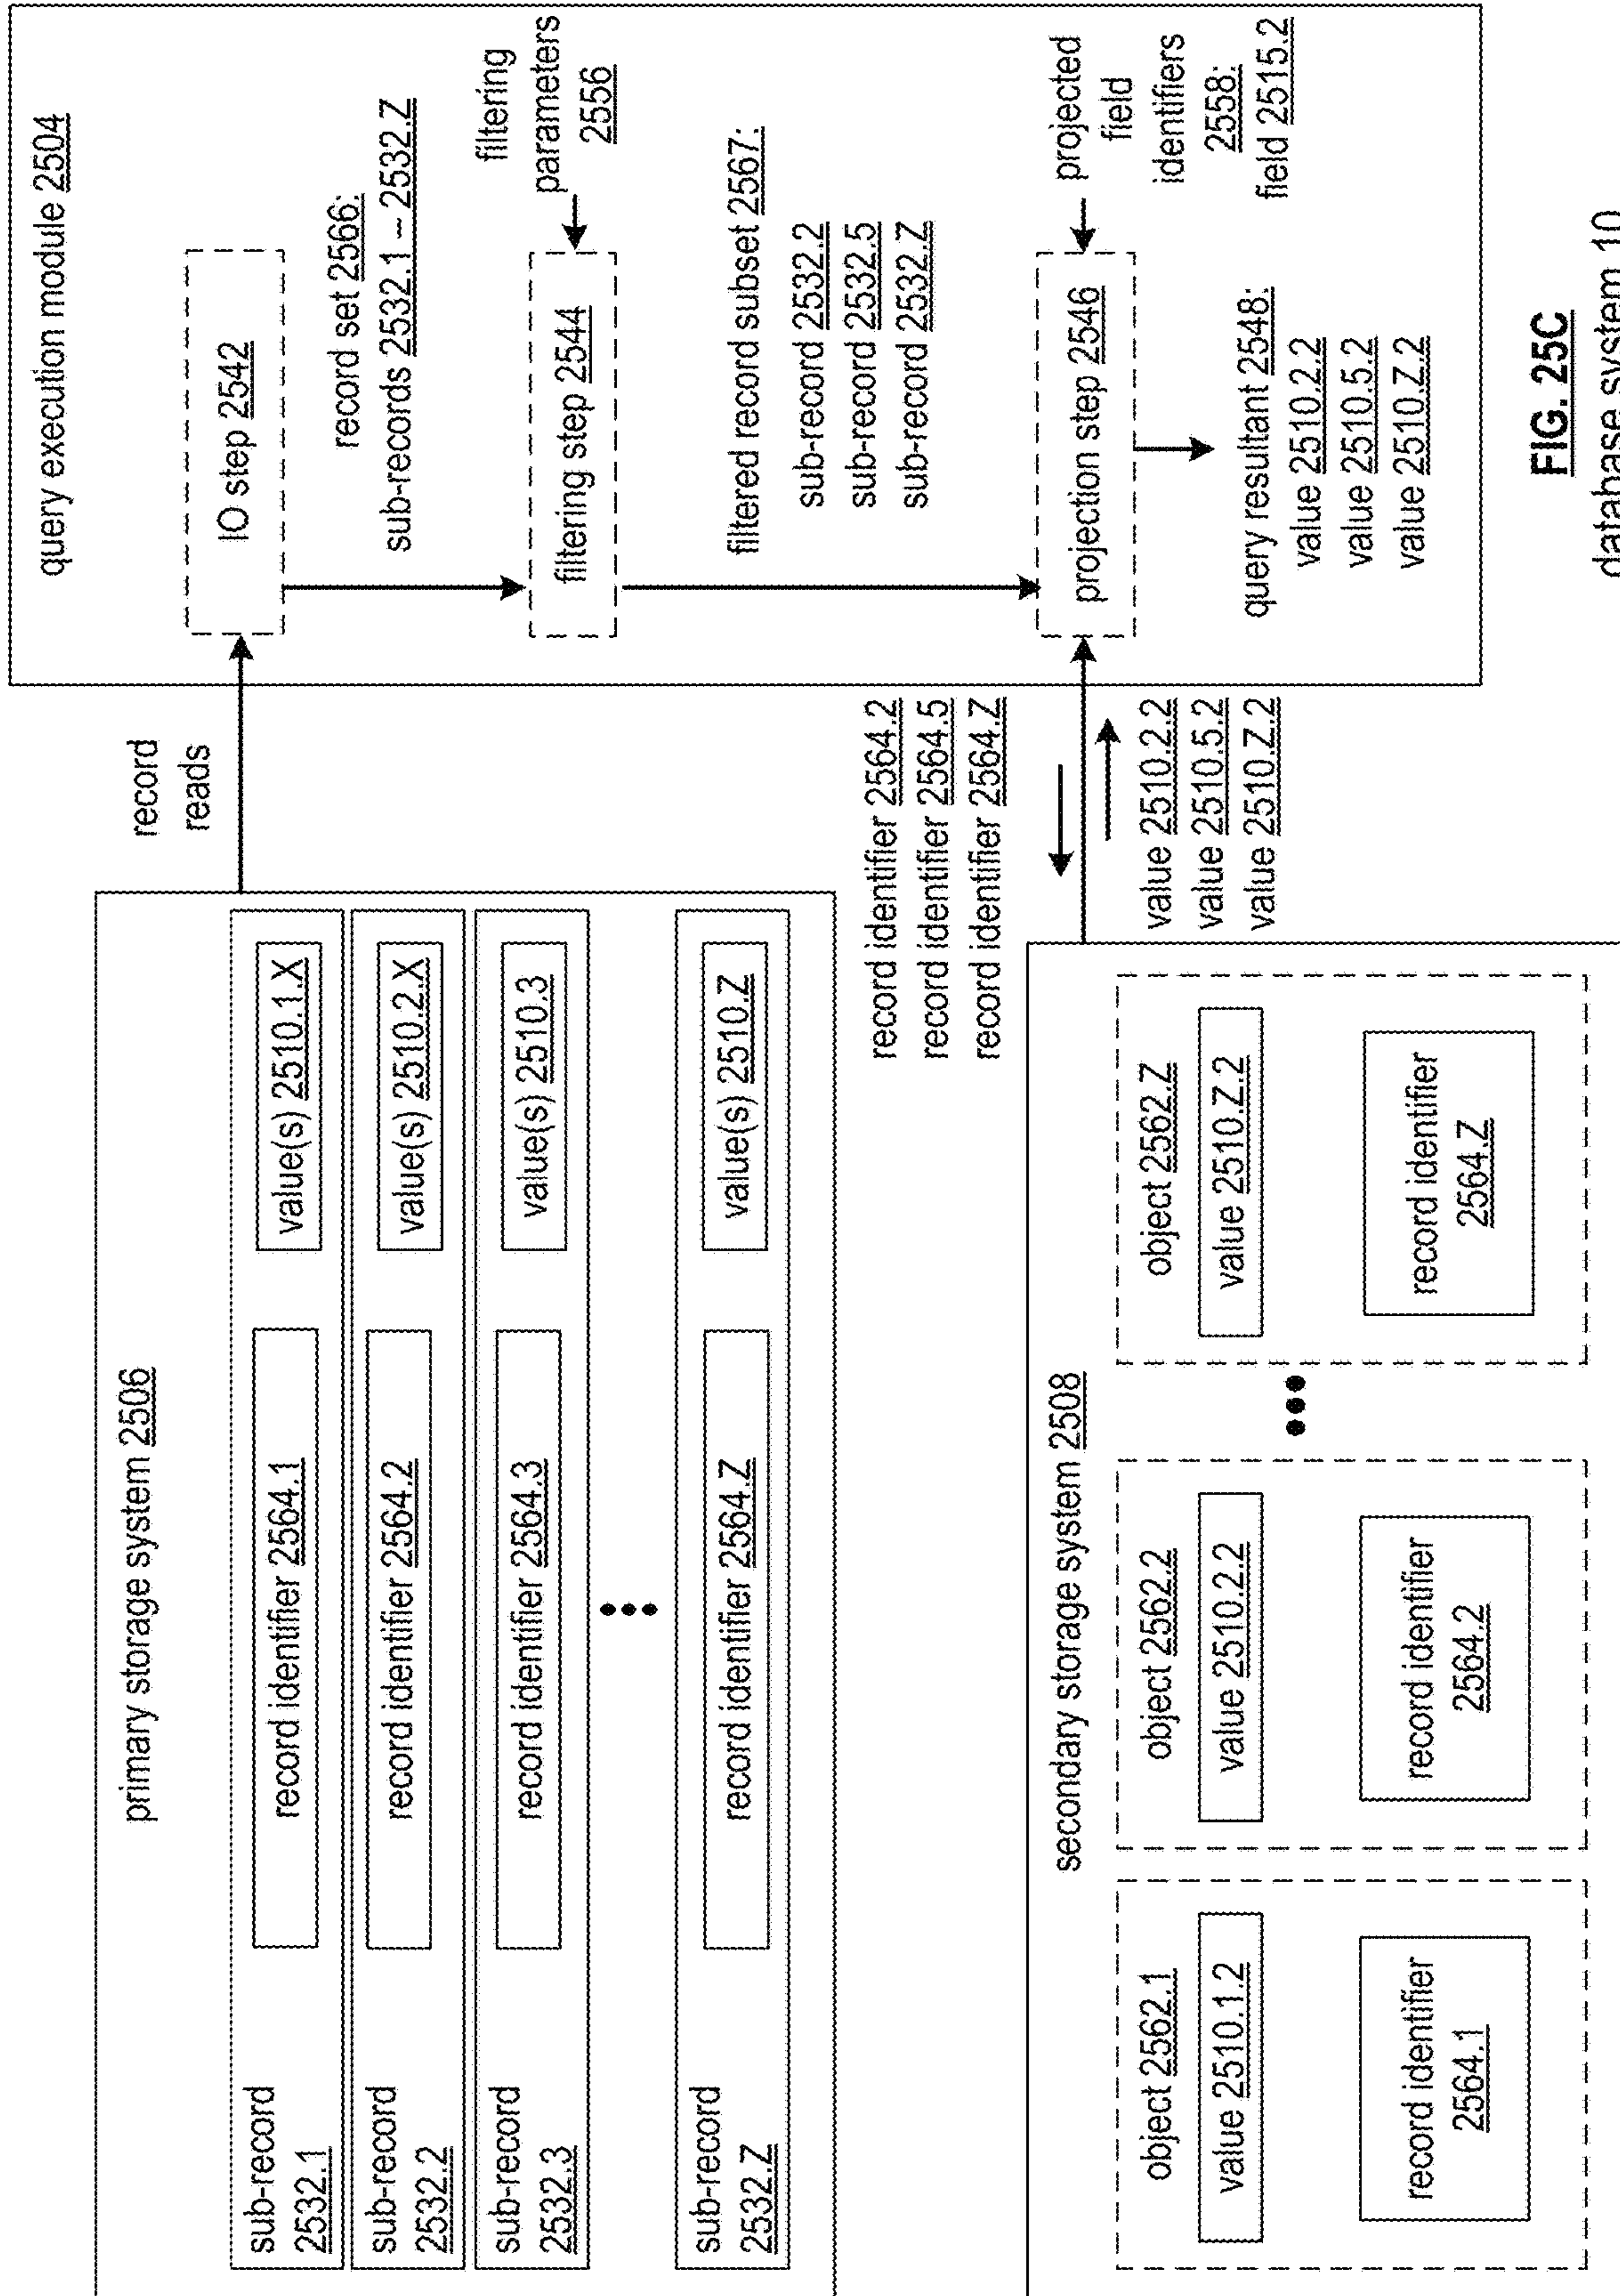 primary storage system 2506
sub-record
2532.1
record identifier 2564.1
value(s) 2510.1.X
sub-record
2532.2
record identifier 2564.2
value(s) 2510.2.X
sub-record
2532.3
record identifier 2564.3
value(s) 2510.3
sub-record
2532.Z
record identifier 2564.Z
value(s) 2510.Z
record
reads
query execution module 2504
IO step 2542
record set 2566:
sub-records 2532.1 – 2532.Z
filtering step 2544
filtering
parameters
2556
filtered record subset 2567:
sub-record 2532.2
sub-record 2532.5
sub-record 2532.Z
projection step 2546
projected
field
identifiers
2558:
field 2515.2
query resultant 2548:
value 2510.2.2
value 2510.5.2
value 2510.Z.2
record identifier 2564.2
record identifier 2564.5
record identifier 2564.Z
value 2510.2.2
value 2510.5.2
value 2510.Z.2
secondary storage system 2508
object 2562.1
value 2510.1.2
record identifier
2564.1
object 2562.2
value 2510.2.2
record identifier
2564.2
object 2562.Z
value 2510.Z.2
record identifier
2564.Z
FIG. 25C
database system 10